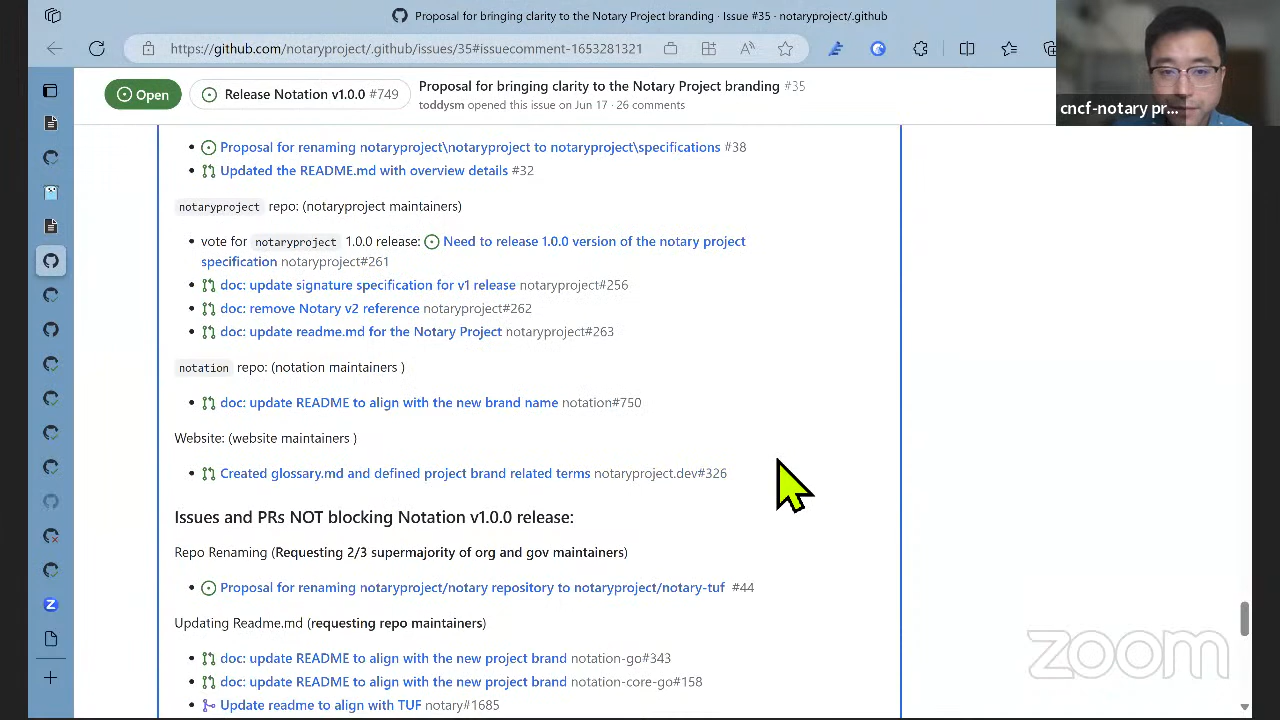 Proposal for bringing clarity to the Notary Project branding · Issue #35 · notaryproject/.github
https://github.com/notaryproject/.github/issues/35#issuecomment-1653281321
Open
Release Notation v1.0.0 #749
Proposal for bringing clarity to the Notary Project branding #35
toddysm opened this issue on Jun 17 · 26 comments
cncf-notary pr...
Proposal for renaming notaryproject\notaryproject to notaryproject\specifications #38
Updated the README.md with overview details #32
notaryproject repo: (notaryproject maintainers)
vote for notaryproject 1.0.0 release: Need to release 1.0.0 version of the notary project
specification notaryproject#261
doc: update signature specification for v1 release notaryproject#256
doc: remove Notary v2 reference notaryproject#262
doc: update readme.md for the Notary Project notaryproject#263
notation repo: (notation maintainers )
doc: update README to align with the new brand name notation#750
Website: (website maintainers )
Created glossary.md and defined project brand related terms notaryproject.dev#326
Issues and PRs NOT blocking Notation v1.0.0 release:
Repo Renaming (Requesting 2/3 supermajority of org and gov maintainers)
Proposal for renaming notaryproject/notary repository to notaryproject/notary-tuf #44
Updating Readme.md (requesting repo maintainers)
doc: update README to align with the new project brand notation-go#343
doc: update README to align with the new project brand notation-core-go#158
Update readme to align with TUF notary#1685
zoom